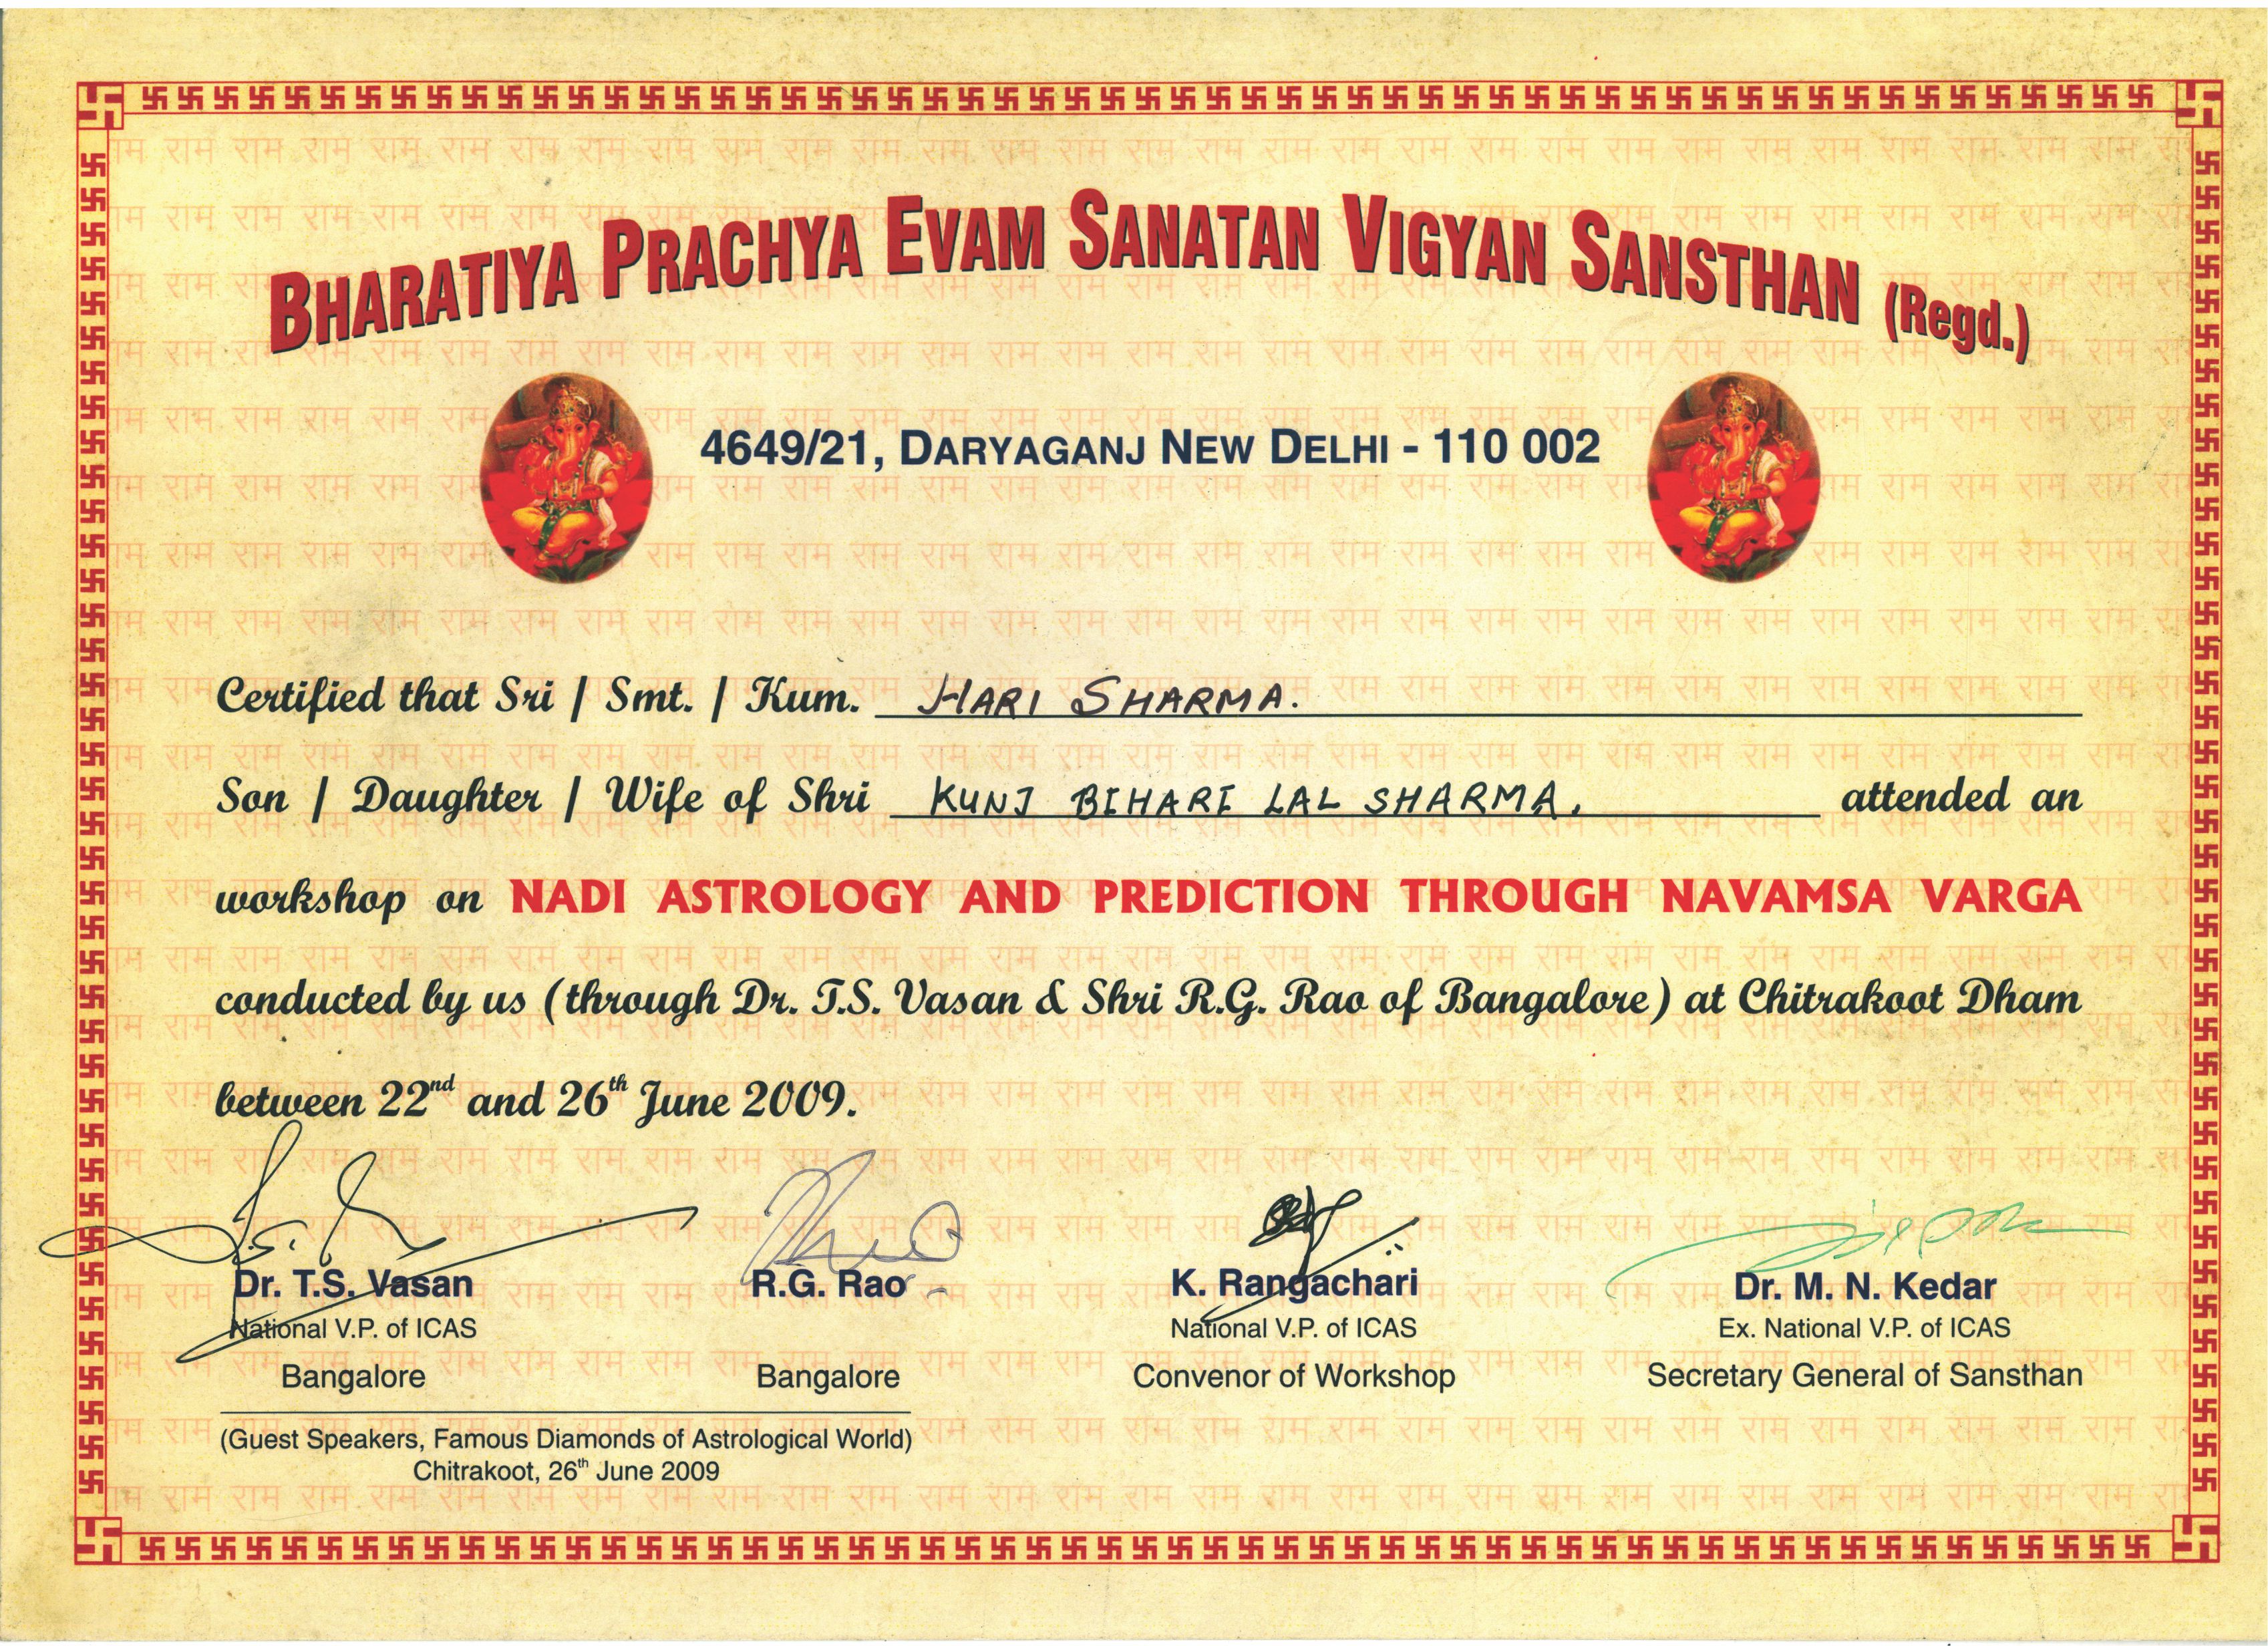 BHARATIYA PRACHYA EVAM SANATAN VIGYAN SANSTHAN (Regd.)
4649/21, DARYAGANJ NEW DELHI - 110 002
Certified that Sri / Smt. / Kum. HARI SHARMA.
Son / Daughter / Wife of Shri KUNJ BIHARI LAL SHARMA. attended an
workshop on NADI ASTROLOGY AND PREDICTION THROUGH NAVAMSA VARGA
conducted by us (through Dr. T.S. Vasan & Shri R.G. Rao of Bangalore) at Chitrakoot Dham
between 22nd and 26th June 2009.
Dr. T.S. Vasan R.G. Rao K. Rangachari Dr. M. N. Kedar
National V.P. of ICAS National V.P. of ICAS Ex. National V.P. of ICAS
Bangalore Bangalore Convenor of Workshop Secretary General of Sansthan
(Guest Speakers, Famous Diamonds of Astrological World)
Chitrakoot, 26th June 2009